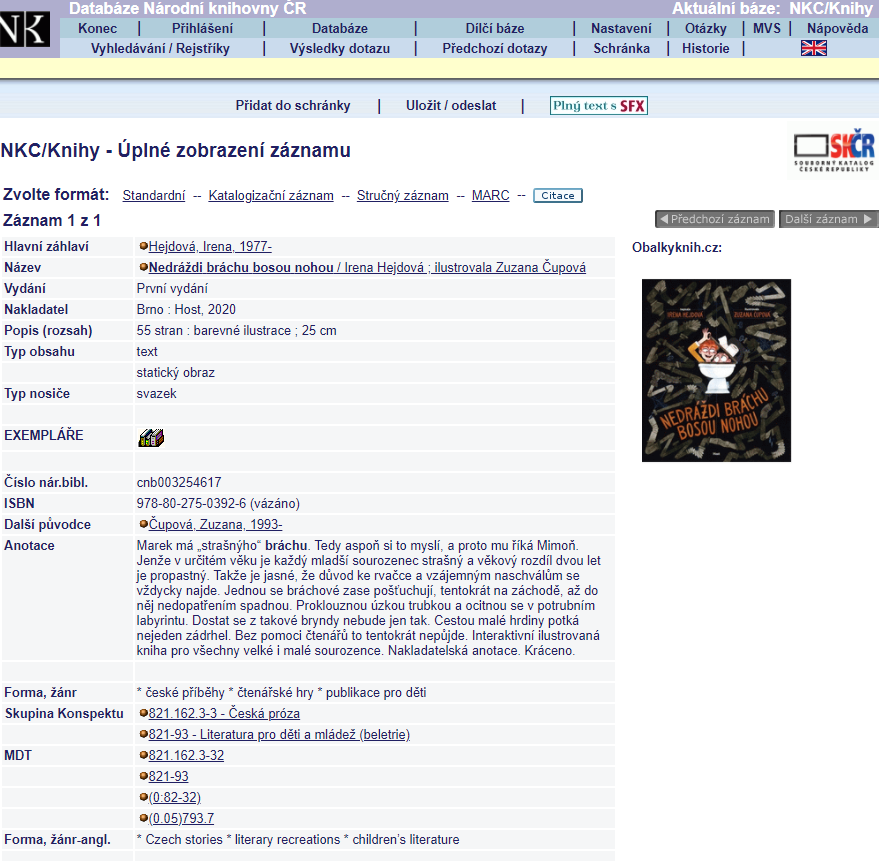 NK
Databáze Národní knihovny ČR
Aktuální báze: NKC/Knihy
Konec | Přihlášení | Databáze | Dílčí báze | Nastavení | Otázky | MVS | Nápověda
Vyhledávání / Rejstříky | Výsledky dotazu | Předchozí dotazy | Schránka | Historie |
Přidat do schránky | Uložit / odeslat | Plný text s SFX
NKC/Knihy - Úplné zobrazení záznamu
SKČR
SOUBORNÝ KATALOG
ČESKÉ REPUBLIKY
Zvolte formát: Standardní -- Katalogizační záznam -- Stručný záznam -- MARC -- Citace
Záznam 1 z 1
Předchozí záznam Další záznam
Hlavní záhlaví Hejdová, Irena, 1977-
Název Nedráždi bráchu bosou nohou / Irena Hejdová ; ilustrovala Zuzana Čupová
Vydání První vydání
Nakladatel Brno : Host, 2020
Popis (rozsah) 55 stran : barevné ilustrace ; 25 cm
Typ obsahu text
statický obraz
Typ nosiče svazek
EXEMPLÁŘE
Číslo nár.bibl. cnb003254617
ISBN 978-80-275-0392-6 (vázáno)
Další původce Čupová, Zuzana, 1993-
Anotace Marek má „strašnýho“ bráchu. Tedy aspoň si to myslí, a proto mu říká Mimoň.
Jenže v určitém věku je každý mladší sourozenec strašný a věkový rozdíl dvou let
je propastný. Takže je jasné, že důvod ke rvačce a vzájemným naschválům se
vždycky najde. Jednou se bráchové zase pošťuchují, tentokrát na záchodě, až do
něj nedopatřením spadnou. Proklouznou úzkou trubkou a ocitnou se v potrubním
labyrintu. Dostat se z takové bryndy nebude jen tak. Cestou malé hrdiny potká
nejeden zádrhel. Bez pomoci čtenářů to tentokrát nepůjde. Interaktivní ilustrovaná
kniha pro všechny velké i malé sourozence. Nakladatelská anotace. Kráceno.
Forma, žánr * české příběhy * čtenářské hry * publikace pro děti
Skupina Konspektu 821.162.3-3 - Česká próza
821-93 - Literatura pro děti a mládež (beletrie)
MDT 821.162.3-32
821-93
(0:82-32)
(0.05)793.7
Forma, žánr-angl. * Czech stories * literary recreations * children's literature
Obalkyknih.cz:
IRENA HEJDOVÁ
ZUZANA ČUPOVÁ
NEDRÁŽDI BRÁCHU
BOSOU NOHOU